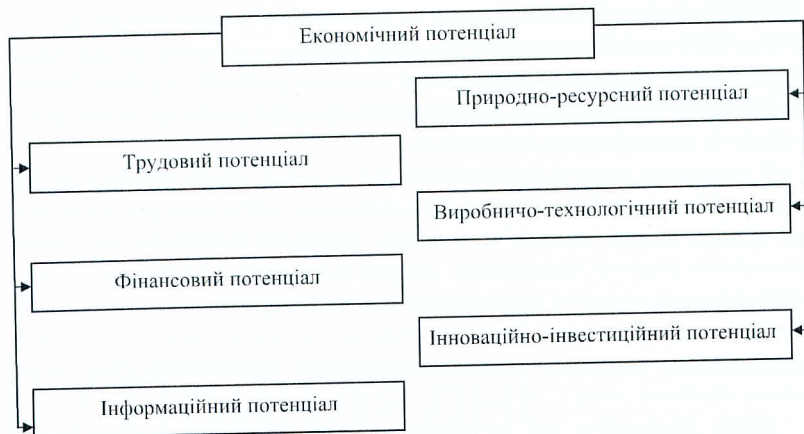 Економічний потенціал
Природно-ресурсний потенціал
Трудовий потенціал
Виробничо-технологічний потенціал
Фінансовий потенціал
Інноваційно-інвестиційний потенціал
Інформаційний потенціал